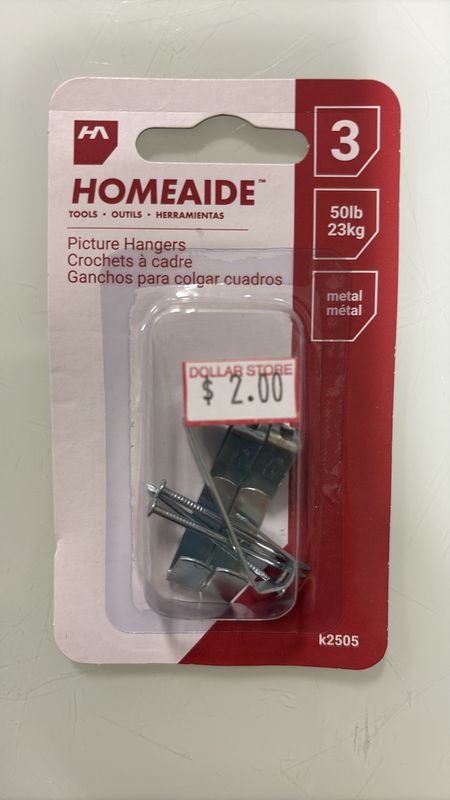 HA
3
HOMEAIDE™
TOOLS • OUTILS • HERRAMIENTAS
50lb
23kg
Picture Hangers
Crochets à cadre
Ganchos para colgar cuadros
metal
métal
DOLLAR STORE
$ 2.00
k2505